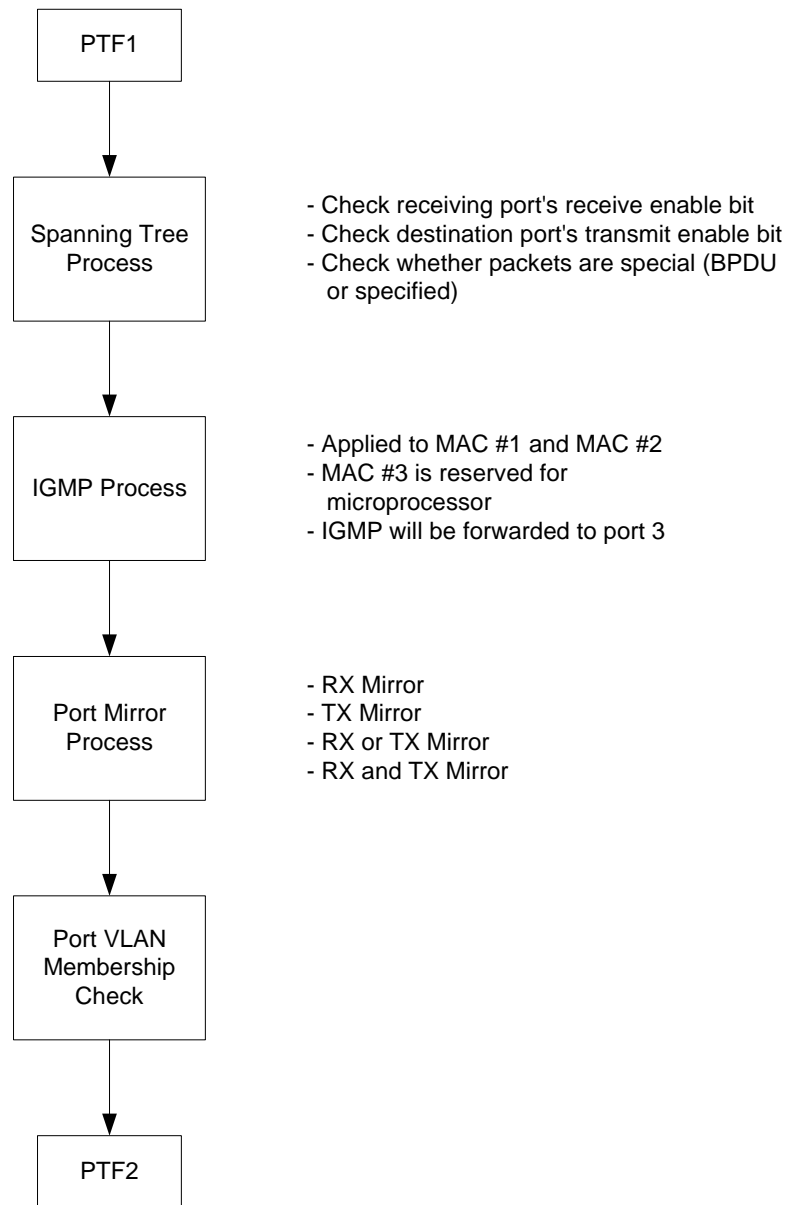 PTF1
Spanning Tree
Process
- Check receiving port's receive enable bit
- Check destination port's transmit enable bit
- Check whether packets are special (BPDU
or specified)
IGMP Process
- Applied to MAC #1 and MAC #2
- MAC #3 is reserved for
microprocessor
- IGMP will be forwarded to port 3
Port Mirror
Process
- RX Mirror
- TX Mirror
- RX or TX Mirror
- RX and TX Mirror
Port VLAN
Membership
Check
PTF2